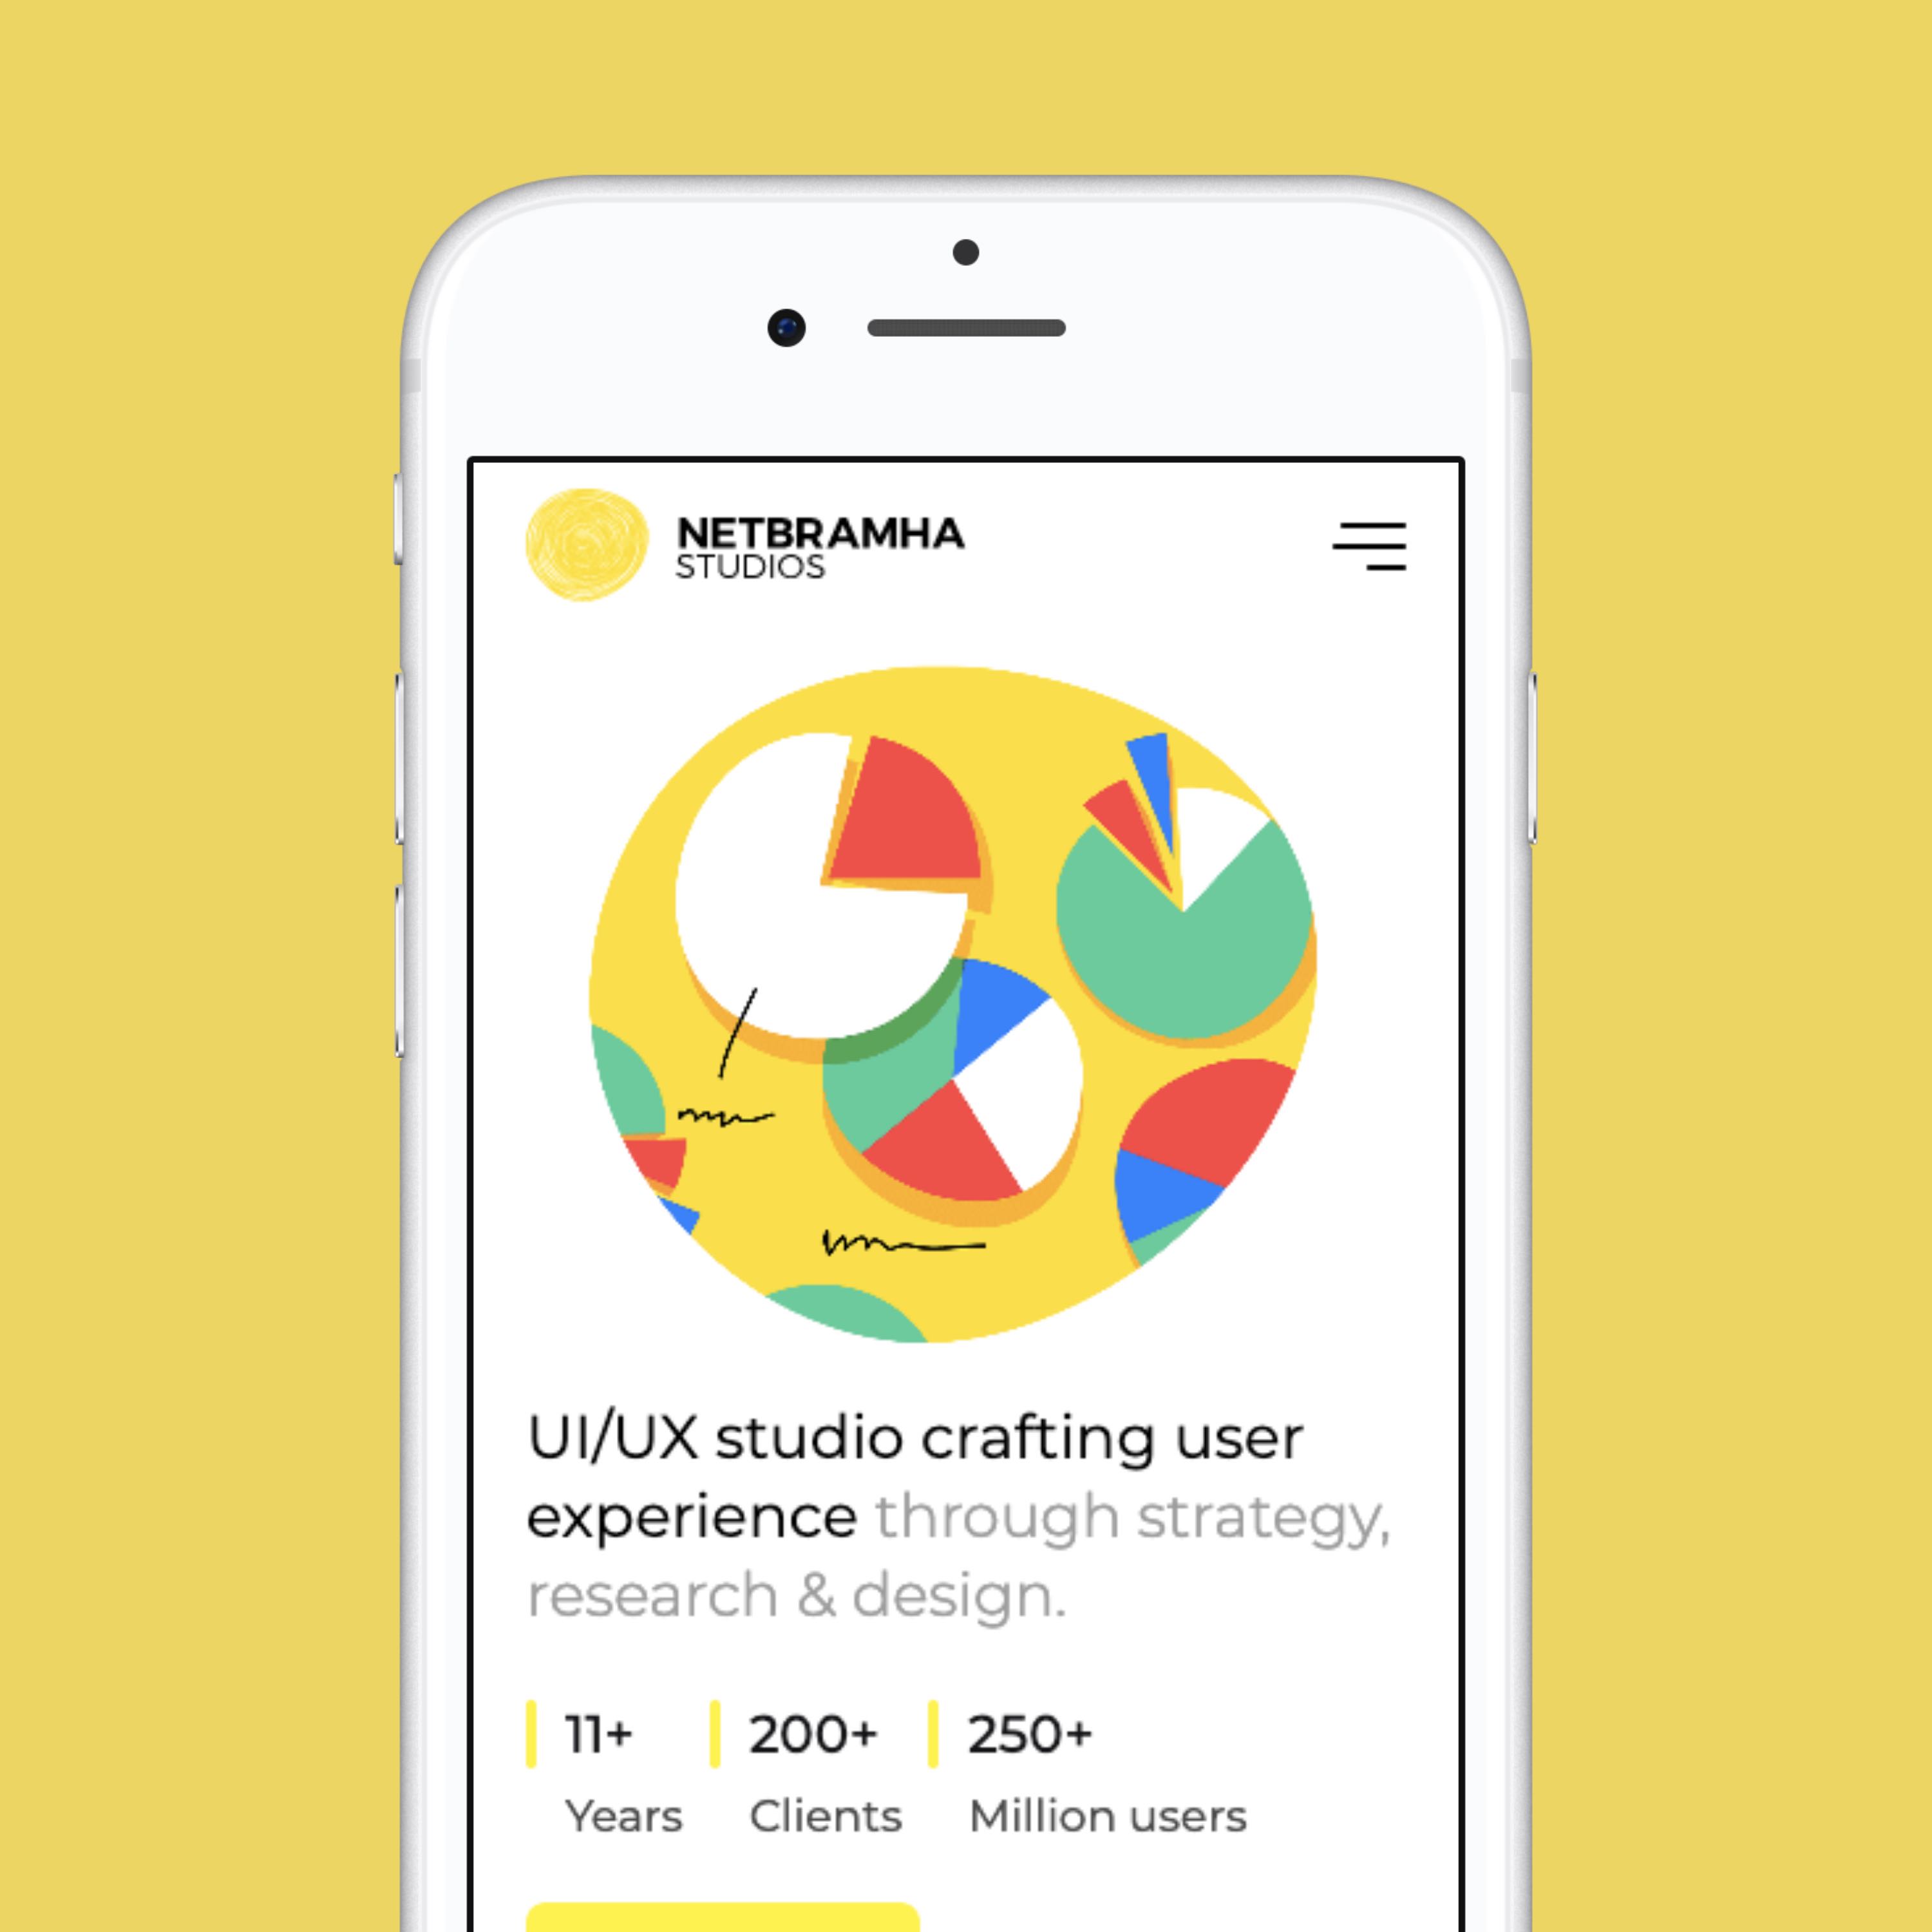 NETBRAMHA
STUDIOS
UI/UX studio crafting user
experience through strategy,
research & design.
11+ 200+ 250+
Years Clients Million users